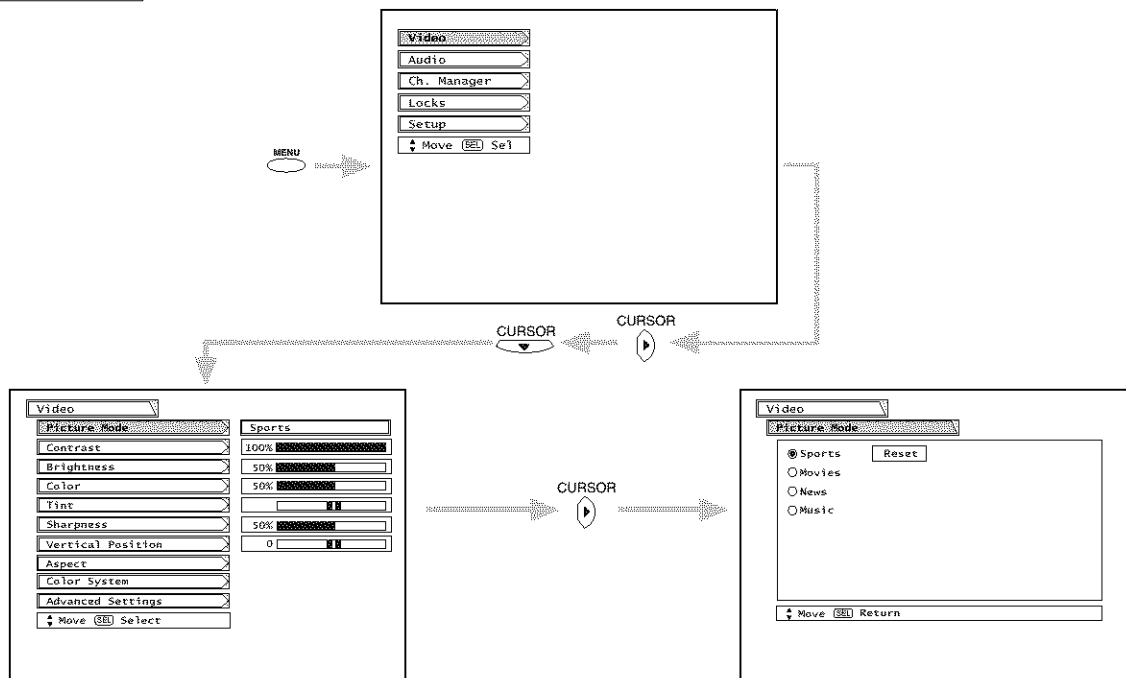 Video
Audio
Ch. Manager
Locks
Setup
Move SEL Sel
MENU
CURSOR
CURSOR
Video
Picture Mode Sports
Contrast 100%
Brightness 50%
Color 50%
Tint
Sharpness 50%
Vertical Position 0
Aspect
Color System
Advanced Settings
Move SEL Select
CURSOR
Video
Picture Mode
Sports Reset
Movies
News
Music
Move SEL Return